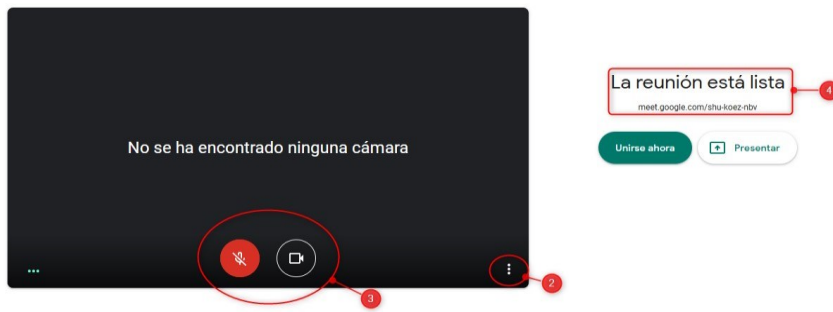 La reunión está lista
4
meet.google.com/shu-koez-nbv
No se ha encontrado ninguna cámara
Unirse ahora
Presentar
2
3